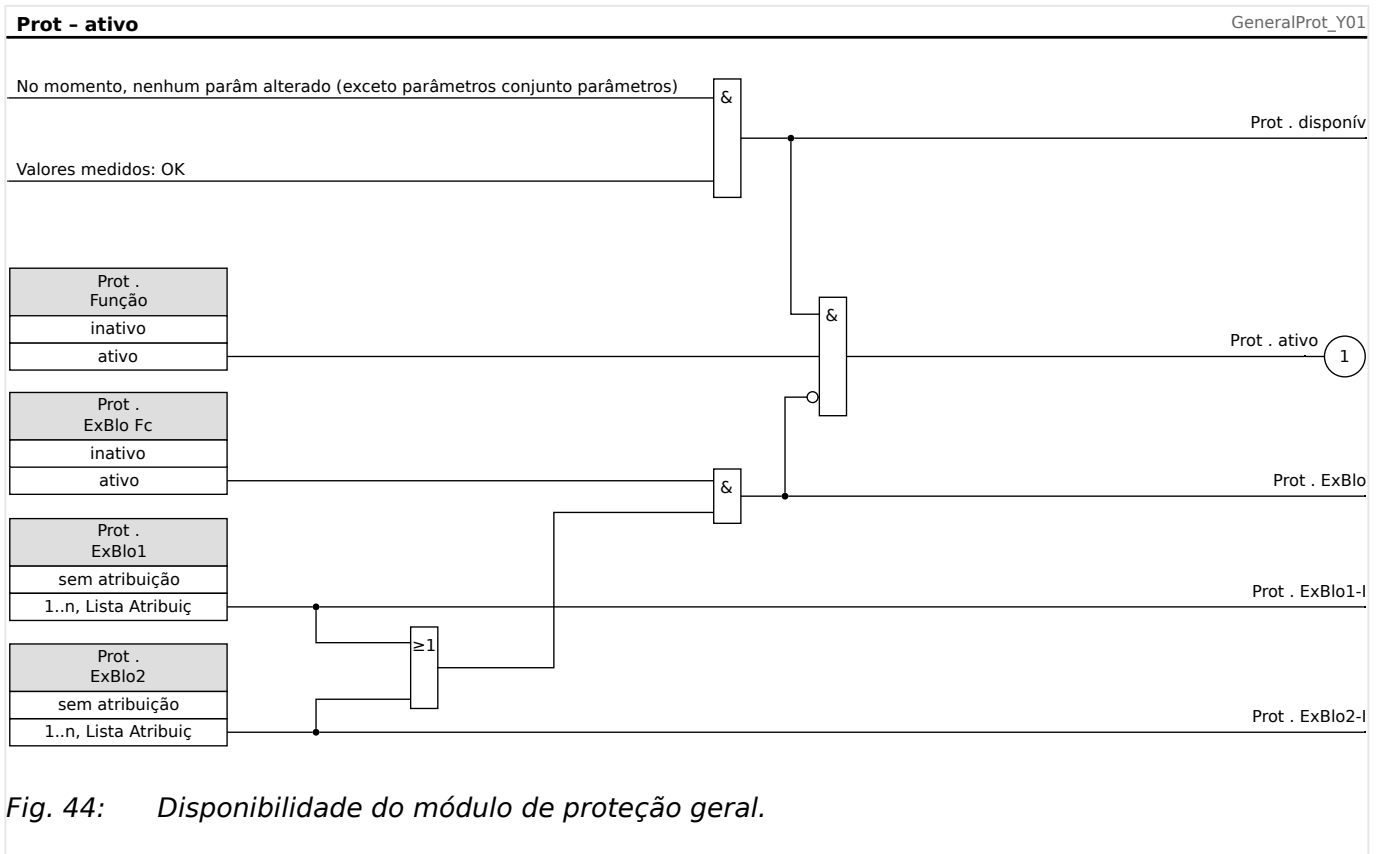 Prot – ativo
GeneralProt_Y01
No momento, nenhum parâm alterado (exceto parâmetros conjunto parâmetros)
&
Prot . disponív
Valores medidos: OK
Prot .
Função
inativo
ativo
&
Prot . ativo
1
Prot .
ExBlo Fc
inativo
ativo
&
Prot . ExBlo
Prot .
ExBlo1
sem atribuição
1..n, Lista Atribuiç
Prot . ExBlo1-I
≥1
Prot .
ExBlo2
sem atribuição
1..n, Lista Atribuiç
Prot . ExBlo2-I
Fig. 44: Disponibilidade do módulo de proteção geral.